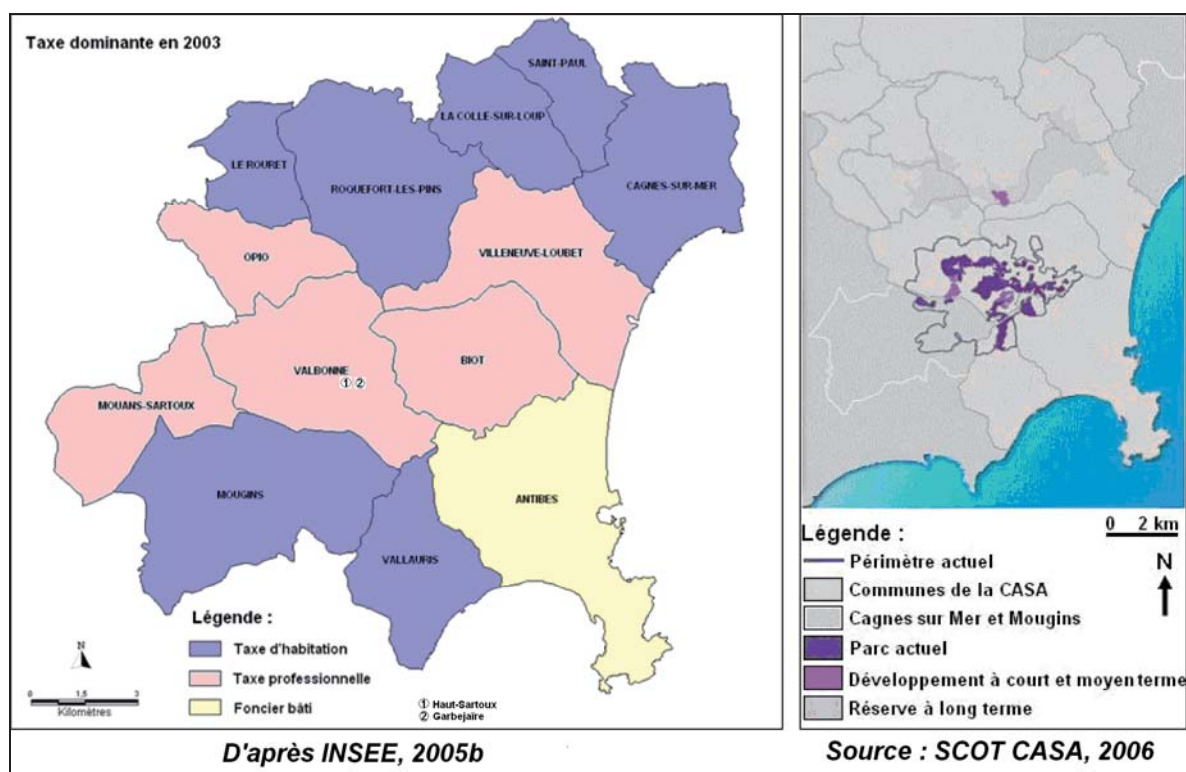 Taxe dominante en 2003
SAINT-PAUL
LA COLLE-SUR-LOUP
LE ROURET
ROQUEFORT-LES-PINS
CAGNES-SUR-MER
OPIO
VILLENEUVE-LOUBET
VALBONNE
① ②
BIOT
MOUANS-SARTOUX
MOUGINS
ANTIBES
VALLAURIS
Légende :
Taxe d'habitation
Taxe professionnelle
Foncier bâti
N
0 1,5 3
Kilomètres
① Haut-Sartoux
② Garbejaïre
D'après INSEE, 2005b
0 2 km
Légende :
Périmètre actuel
N
Communes de la CASA
Cagnes sur Mer et Mougins
Parc actuel
Développement à court et moyen terme
Réserve à long terme
Source : SCOT CASA, 2006